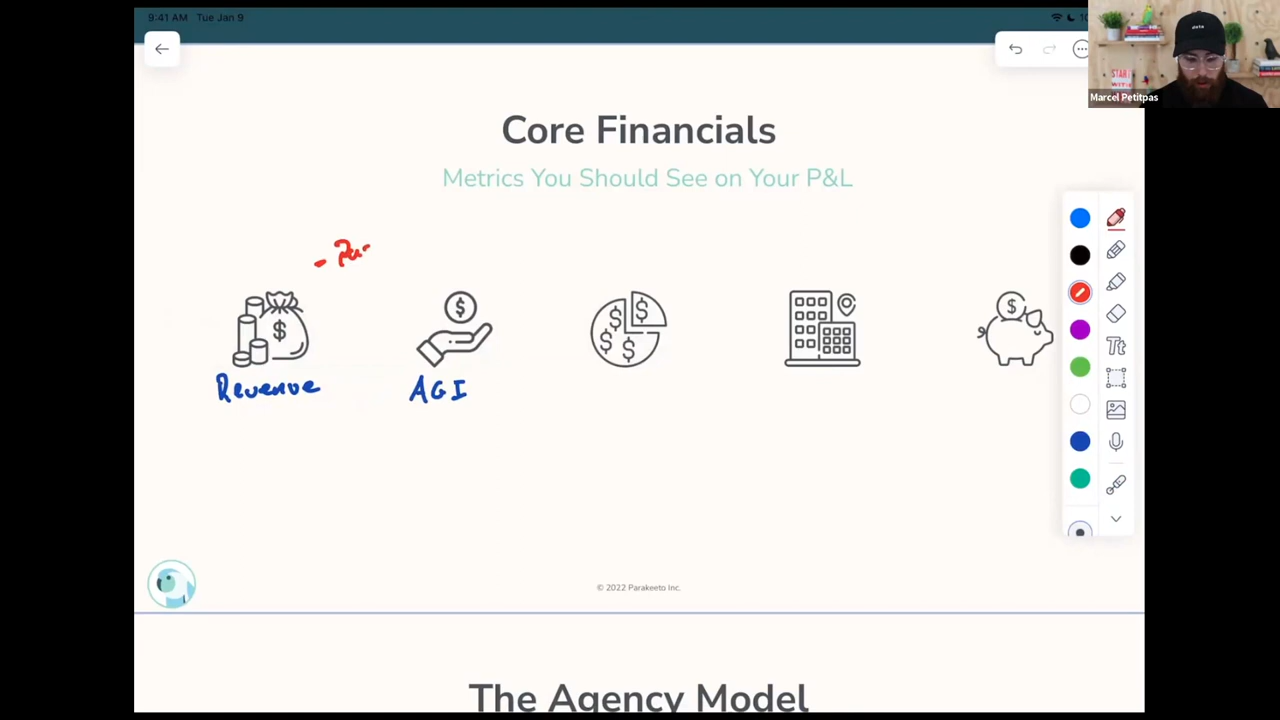 9:41 AM Tue Jan 9
Marcel Petitpas
Core Financials
Metrics You Should See on Your P&L
Revenue
AGI
Tt
© 2022 Parakeeto Inc.
The Agency Model